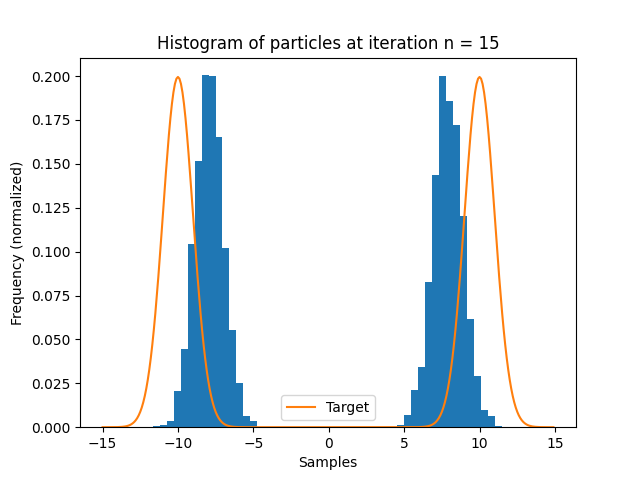 Histogram of particles at iteration n = 15
Frequency (normalized)
0.200
0.175
0.150
0.125
0.100
0.075
0.050
0.025
0.000
Target
−15 −10 −5 0 5 10 15
Samples